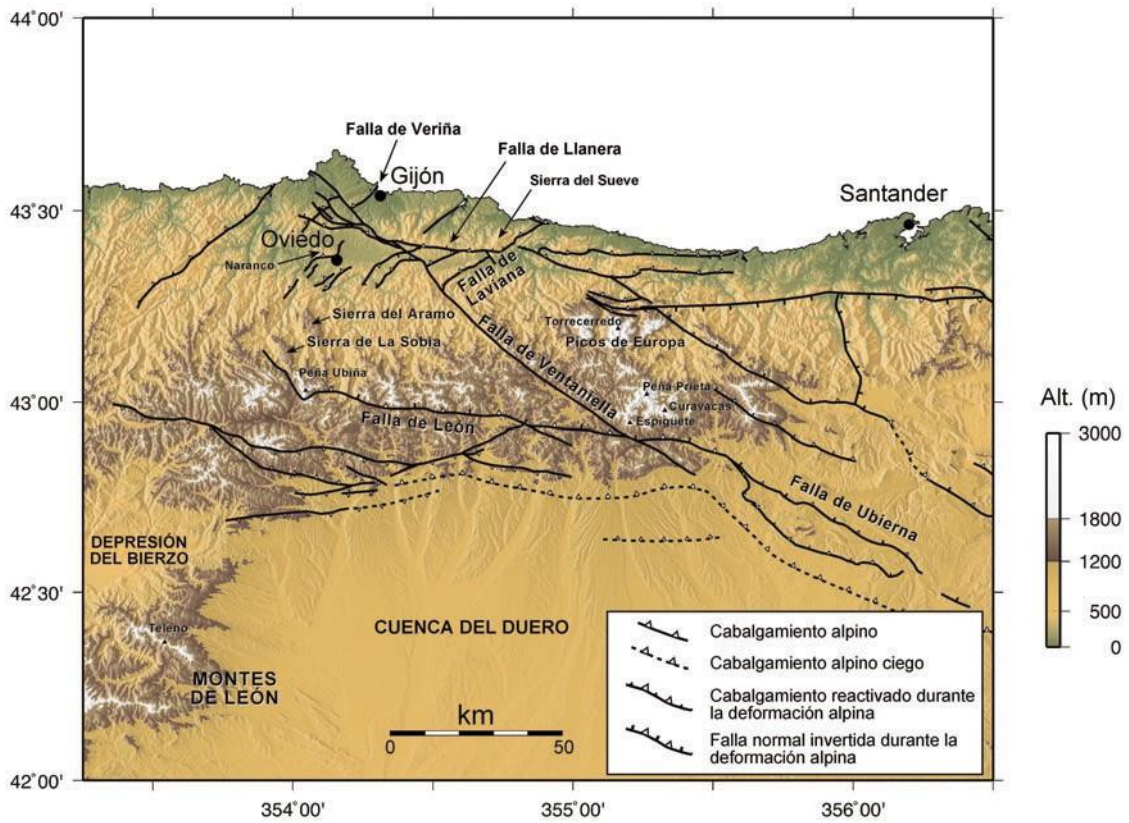 44°00'
Falla de Veriña
Gijón
Falla de Llanera
Sierra del Sueve
Santander
43°30'
Oviedo
Naranco
Falla de
Laviana
Sierra del Aramo
Torrecerredo
Picos de Europa
Sierra de La Sobia
Falla de Ventaniella
Peña Ubiña
Peña Prieta
43°00'
Curavacas
Espigüete
Falla de León
Alt. (m)
3000
1800
1200
500
0
Falla de Ubierna
DEPRESIÓN
DEL BIERZO
42°30'
Teleno
CUENCA DEL DUERO
MONTES
DE LEÓN
km
0 50
Cabalgamiento alpino
Cabalgamiento alpino ciego
Cabalgamiento reactivado durante
la deformación alpina
Falla normal invertida durante la
deformación alpina
42°00'
354°00' 355°00' 356°00'